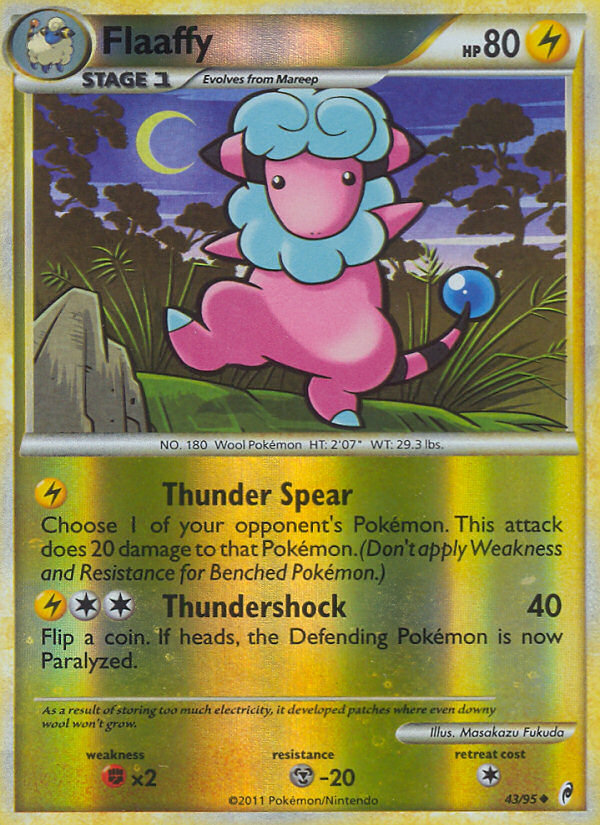 Flaaffy
HP 80
STAGE 1
Evolves from Mareep
NO. 180 Wool Pokémon HT: 2'07" WT: 29.3 lbs.
Thunder Spear
Choose 1 of your opponent's Pokémon. This attack
does 20 damage to that Pokémon. (Don't apply Weakness
and Resistance for Benched Pokémon.)
Thundershock 40
Flip a coin. If heads, the Defending Pokémon is now
Paralyzed.
As a result of storing too much electricity, it developed patches where even downy
wool won't grow.
Illus. Masakazu Fukuda
weakness resistance retreat cost
×2 -20
©2011 Pokémon/Nintendo 43/95